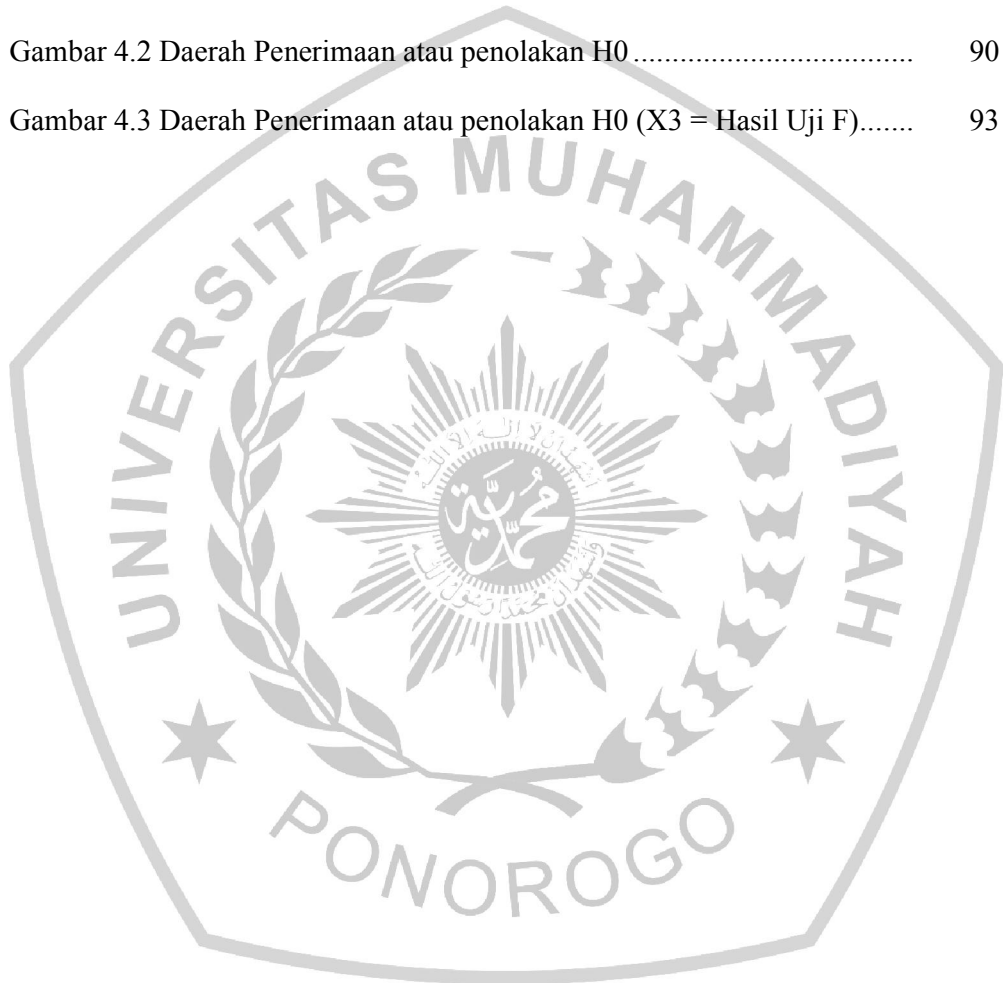 Gambar 4.2 Daerah Penerimaan atau penolakan H0 .................................. 90
Gambar 4.3 Daerah Penerimaan atau penolakan H0 (X3 = Hasil Uji F)....... 93
UNIVERSITAS MUHAMMADIYAH
PONOROGO